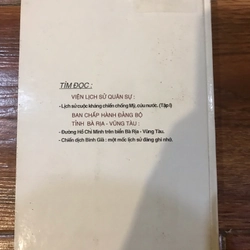 TÌM ĐỌC :
VIỆN LỊCH SỬ QUÂN SỰ :
- Lịch sử cuộc kháng chiến chống Mỹ, cứu nước. (Tập I)
BAN CHẤP HÀNH ĐẢNG BỘ
TỈNH BÀ RỊA - VŨNG TÀU :
- Đường Hồ Chí Minh trên biển Bà Rịa - Vũng Tàu.
- Chiến dịch Bình Giã : một mốc lịch sử đáng ghi nhớ.